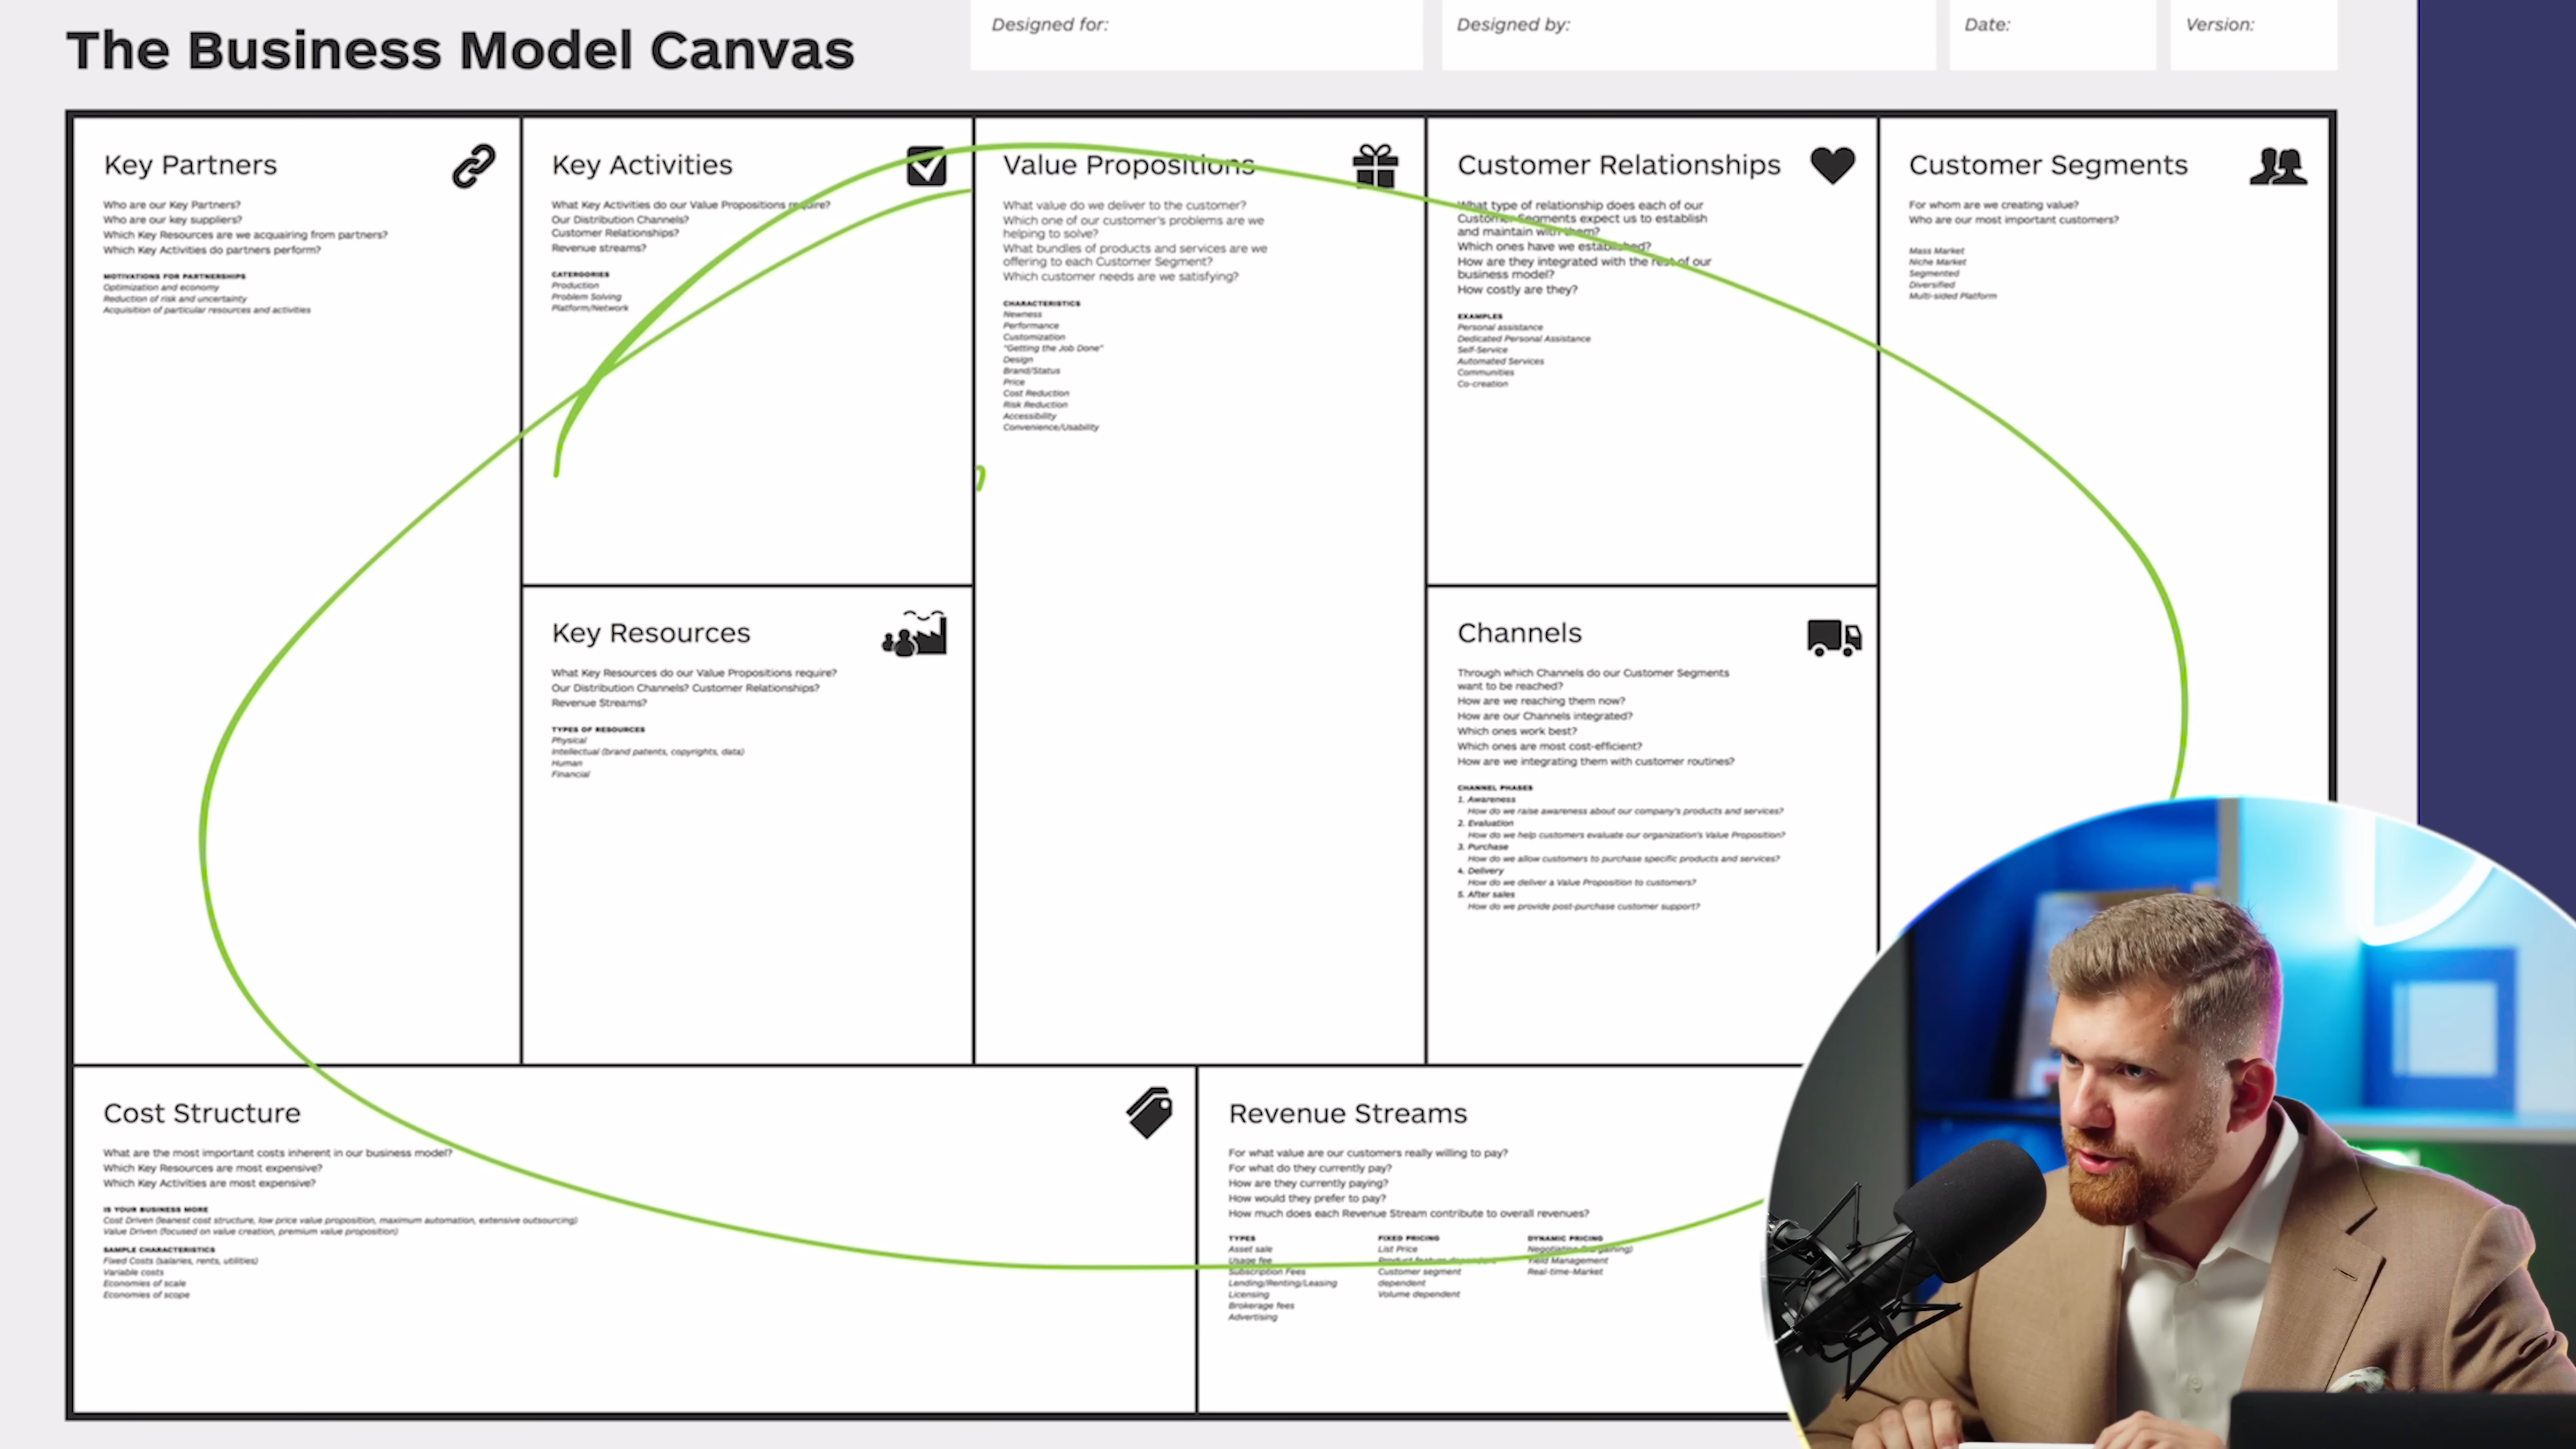 The Business Model Canvas
Designed for:
Designed by:
Date:
Version:
Key Partners
Who are our Key Partners?
Who are our key suppliers?
Which Key Resources are we acquairing from partners?
Which Key Activities do partners perform?
MOTIVATIONS FOR PARTNERSHIPS
Optimization and economy
Reduction of risk and uncertainty
Acquisition of particular resources and activities
Key Activities
What Key Activities do our Value Propositions require?
Our Distribution Channels?
Customer Relationships?
Revenue streams?
CATERGORIES
Production
Problem Solving
Platform/Network
Key Resources
What Key Resources do our Value Propositions require?
Our Distribution Channels? Customer Relationships?
Revenue Streams?
TYPES OF RESOURCES
Physical
Intellectual (brand patents, copyrights, data)
Human
Financial
Value Propositions
What value do we deliver to the customer?
Which one of our customer's problems are we
helping to solve?
What bundles of products and services are we
offering to each Customer Segment?
Which customer needs are we satisfying?
CHARACTERISTICS
Newness
Performance
Customization
"Getting the Job Done"
Design
Brand/Status
Price
Cost Reduction
Risk Reduction
Accessibility
Convenience/Usability
Customer Relationships
What type of relationship does each of our
Customer Segments expect us to establish
and maintain with them?
Which ones have we established?
How are they integrated with the rest of our
business model?
How costly are they?
EXAMPLES
Personal assistance
Dedicated Personal Assistance
Self-Service
Automated Services
Communities
Co-creation
Channels
Through which Channels do our Customer Segments
want to be reached?
How are we reaching them now?
How are our Channels integrated?
Which ones work best?
Which ones are most cost-efficient?
How are we integrating them with customer routines?
CHANNEL PHASES
1. Awareness
How do we raise awareness about our company's products and services?
2. Evaluation
How do we help customers evaluate our organization's Value Proposition?
3. Purchase
How do we allow customers to purchase specific products and services?
4. Delivery
How do we deliver a Value Proposition to customers?
5. After sales
How do we provide post-purchase customer support?
Customer Segments
For whom are we creating value?
Who are our most important customers?
Mass Market
Niche Market
Segmented
Diversified
Multi-sided Platform
Cost Structure
What are the most important costs inherent in our business model?
Which Key Resources are most expensive?
Which Key Activities are most expensive?
IS YOUR BUSINESS MORE
Cost Driven (leanest cost structure, low price value proposition, maximum automation, extensive outsourcing)
Value Driven (focused on value creation, premium value proposition)
SAMPLE CHARACTERISTICS
Fixed Costs (salaries, rents, utilities)
Variable costs
Economies of scale
Economies of scope
Revenue Streams
For what value are our customers really willing to pay?
For what do they currently pay?
How are they currently paying?
How would they prefer to pay?
How much does each Revenue Stream contribute to overall revenues?
TYPES
Asset sale
Usage fee
Subscription Fees
Lending/Renting/Leasing
Licensing
Brokerage fees
Advertising
FIXED PRICING
List Price
Product feature dependent
Customer segment
dependent
Volume dependent
DYNAMIC PRICING
Negotiation (bargaining)
Yield Management
Real-time-Market